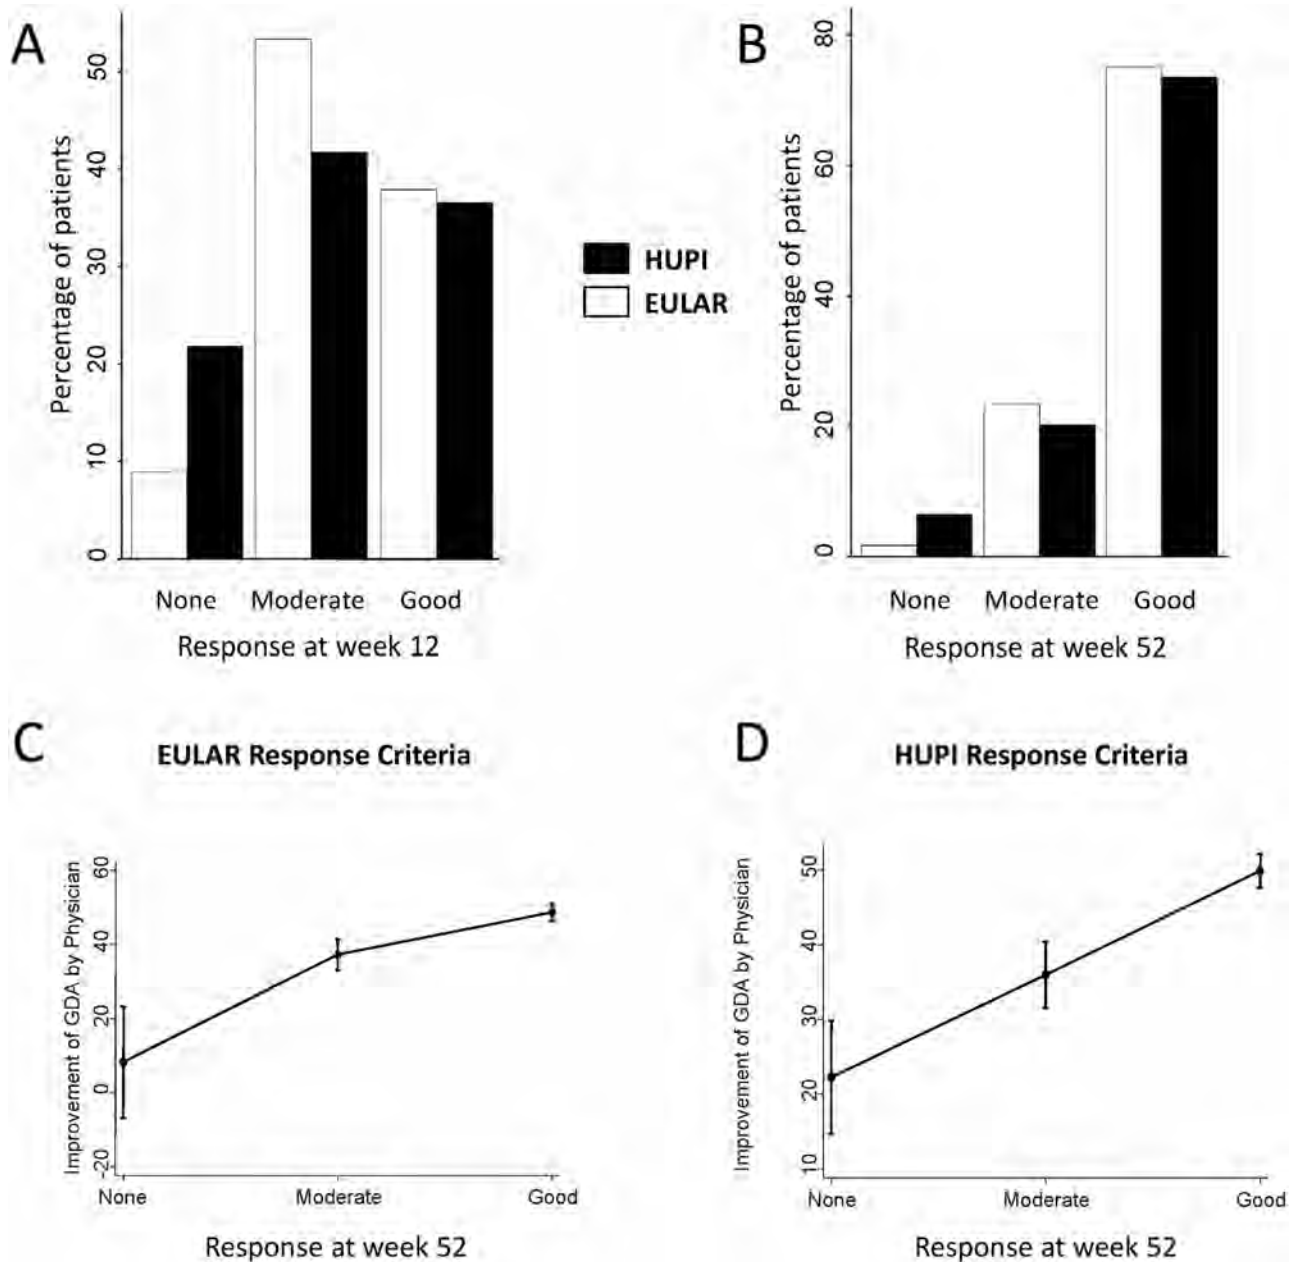 A
Percentage of patients
50
40
30
20
10
0
None Moderate Good
Response at week 12
HUPI
EULAR
B
Percentage of patients
80
60
40
20
0
None Moderate Good
Response at week 52
C
EULAR Response Criteria
Improvement of GDA by Physician
60
40
20
0
-20
None Moderate Good
Response at week 52
D
HUPI Response Criteria
Improvement of GDA by Physician
50
40
30
20
10
None Moderate Good
Response at week 52